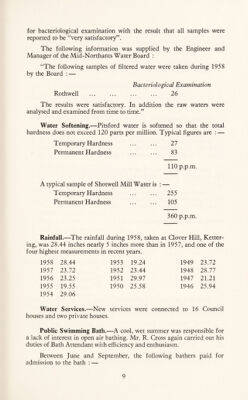 for bacteriological examination with the result that all samples were
reported to be "very satisfactory".
The following information was supplied by the Engineer and
Manager of the Mid-Northants Water Board :
"The following samples of filtered water were taken during 1958
by the Board : —
Bacteriological Examination
Rothwell ... ... ... ... 26
The results were satisfactory. In addition the raw waters were
analysed and examined from time to time."
Water Softening.—Pitsford water is softened so that the total
hardness does not exceed 120 parts per million. Typical figures are : —
Temporary Hardness ... ... 27
Permanent Hardness ... ... 83
110 p.p.m.
A typical sample of Shotwell Mill Water is : —
Temporary Hardness ... ... 255
Permanent Hardness ... ... 105
360 p.p.m.
Rainfall.—The rainfall during 1958, taken at Clover Hill, Ketter-
ing, was 28.44 inches nearly 5 inches more than in 1957, and one of the
four highest measurements in recent years.
1958 28.44 1953 19.24 1949 23.72
1957 23.72 1952 23.44 1948 28.77
1956 23.25 1951 29.97 1947 21.21
1955 19.55 1950 25.58 1946 25.94
1954 29.06
Water Services.—New services were connected to 16 Council
houses and two private houses.
Public Swimming Bath.—A cool, wet summer was responsible for
a lack of interest in open air bathing. Mr. R. Cross again carried out his
duties of Bath Attendant with efficiency and enthusiasm.
Between June and September, the following bathers paid for
admission to the bath : —
9